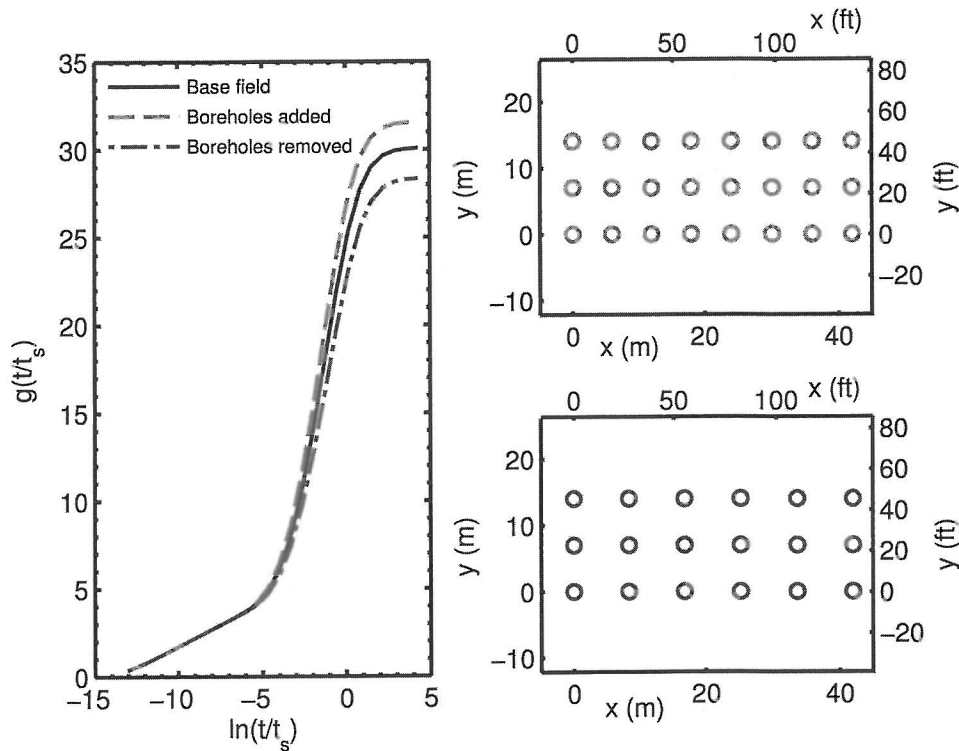 35
30
25
20
15
10
5
0
g(t/t_s)
Base field
Boreholes added
Boreholes removed
−15 −10 −5 0 5
ln(t/t_s)
x (ft)
0 50 100
20
10
0
−10
y (m)
80
60
40
20
0
−20
y (ft)
0 20 40
x (m)
x (ft)
0 50 100
20
10
0
−10
y (m)
80
60
40
20
0
−20
y (ft)
0 20 40
x (m)